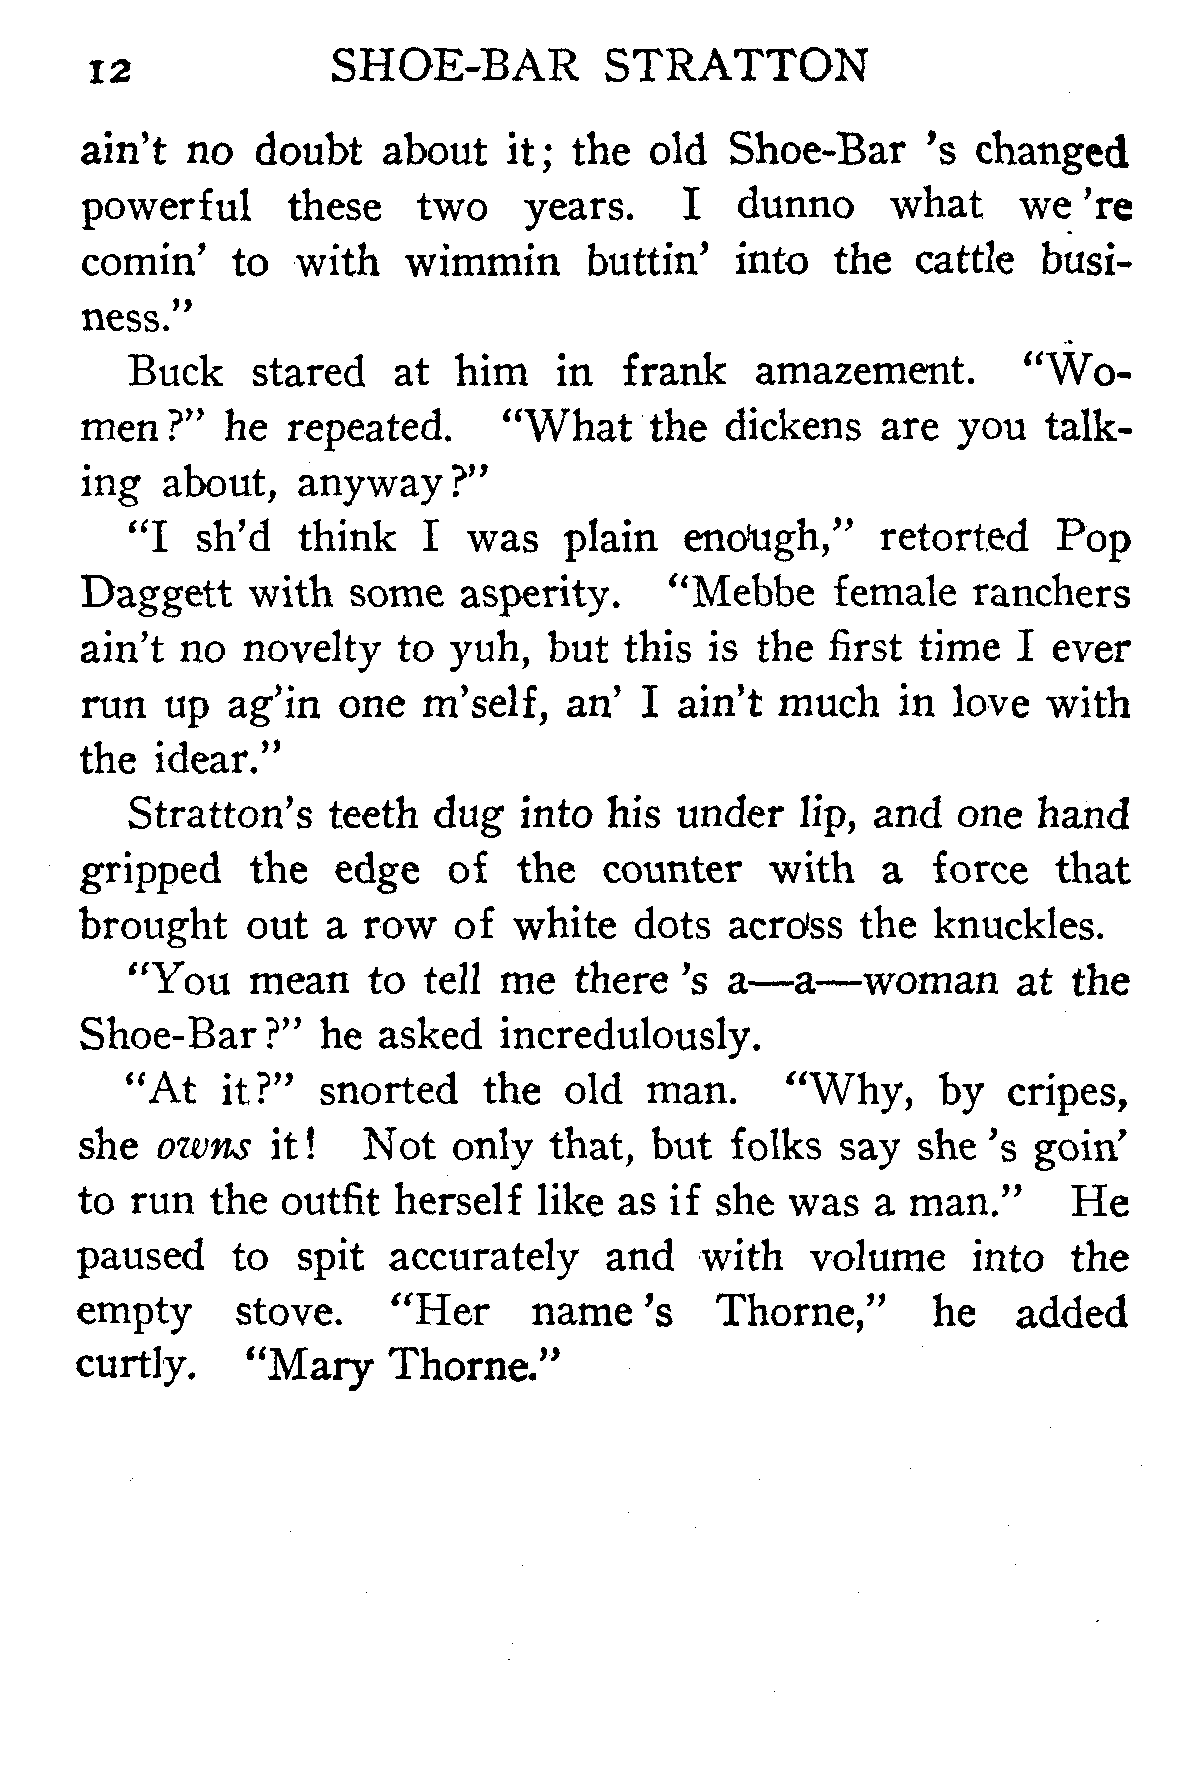 12 SHOE-BAR STRATTON
ain't no doubt about it; the old Shoe-Bar 's changed
powerful these two years. I dunno what we 're
comin' to with wimmin buttin' into the cattle busi-
ness."
Buck stared at him in frank amazement. "Wo-
men?" he repeated. "What the dickens are you talk-
ing about, anyway?"
"I sh'd think I was plain enough," retorted Pop
Daggett with some asperity. "Mebbe female ranchers
ain't no novelty to yuh, but this is the first time I ever
run up ag'in one m'self, an' I ain't much in love with
the idear."
Stratton's teeth dug into his under lip, and one hand
gripped the edge of the counter with a force that
brought out a row of white dots across the knuckles.
"You mean to tell me there 's a—a—woman at the
Shoe-Bar?" he asked incredulously.
"At it?" snorted the old man. "Why, by cripes,
she owns it! Not only that, but folks say she 's goin'
to run the outfit herself like as if she was a man." He
paused to spit accurately and with volume into the
empty stove. "Her name 's Thorne," he added
curtly. "Mary Thorne."